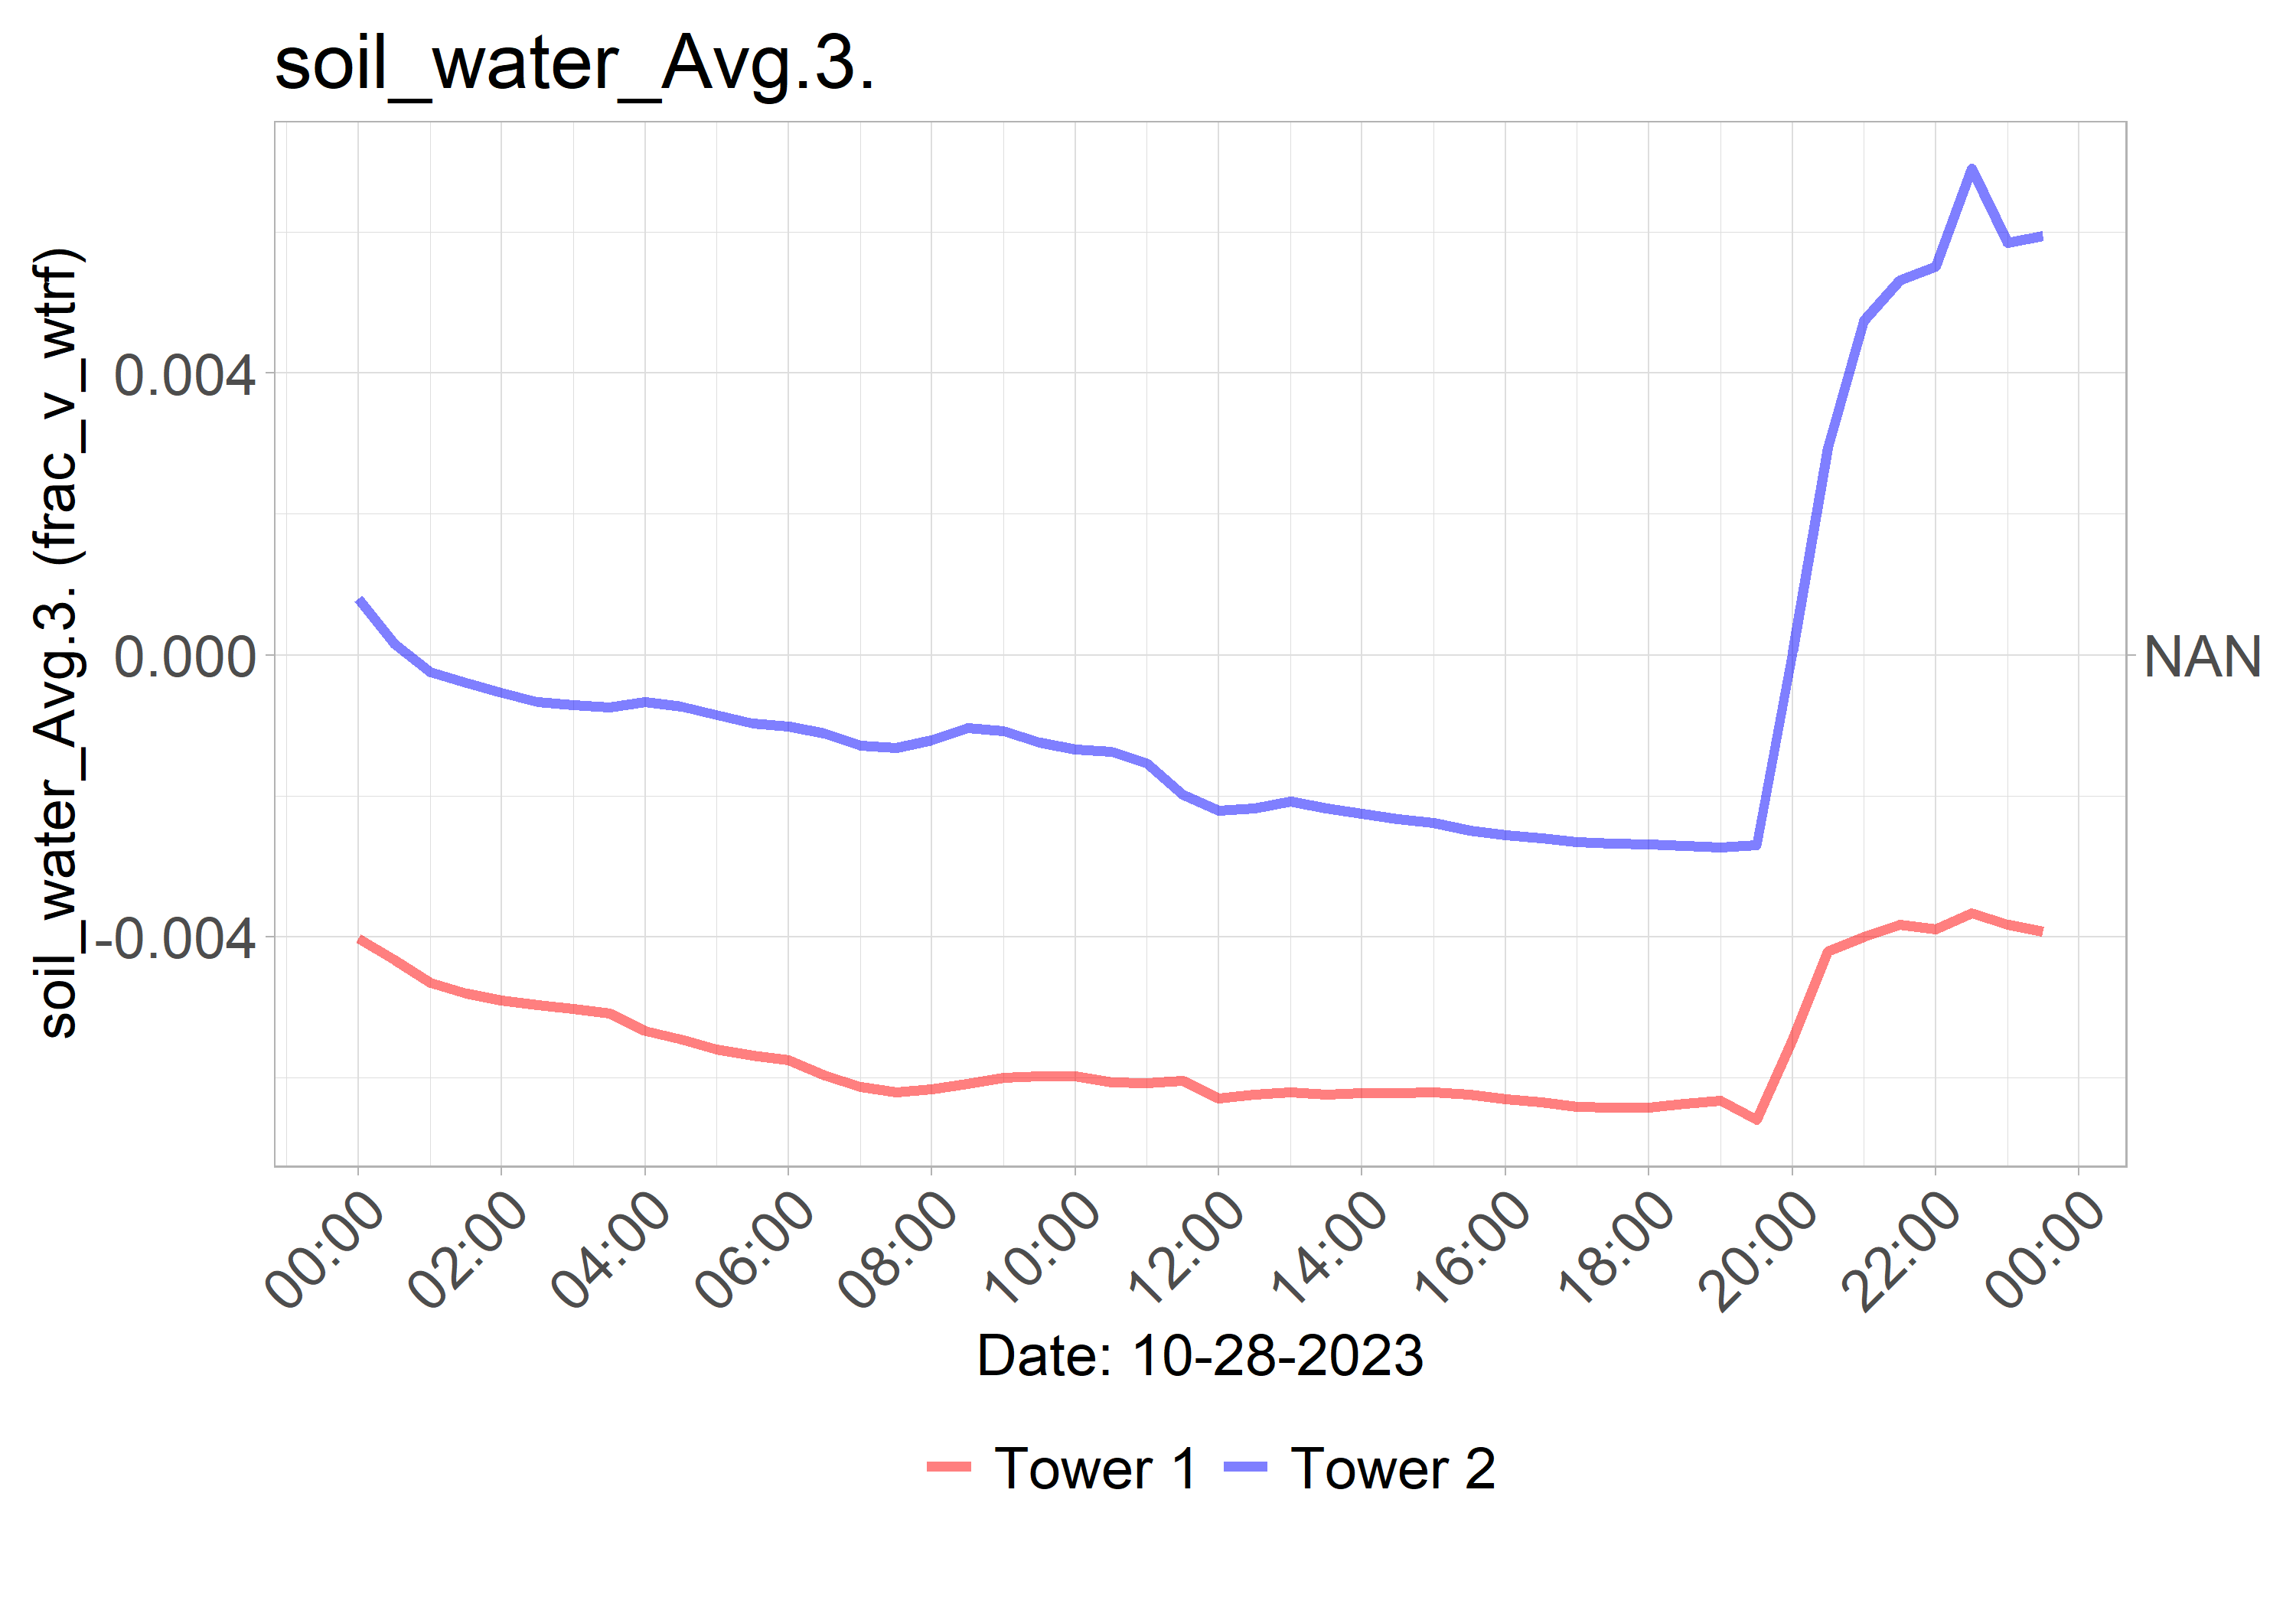 soil_water_Avg.3.
soil_water_Avg.3. (frac_v_wtrf)
0.004
0.000
-0.004
NAN
00:00
02:00
04:00
06:00
08:00
10:00
12:00
14:00
16:00
18:00
20:00
22:00
00:00
Date: 10-28-2023
Tower 1
Tower 2